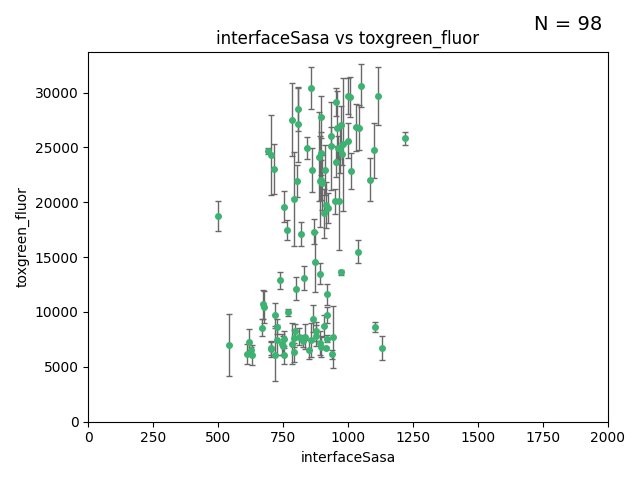 N = 98
interfaceSasa vs toxgreen_fluor
toxgreen_fluor
30000
25000
20000
15000
10000
5000
0
0 250 500 750 1000 1250 1500 1750 2000
interfaceSasa